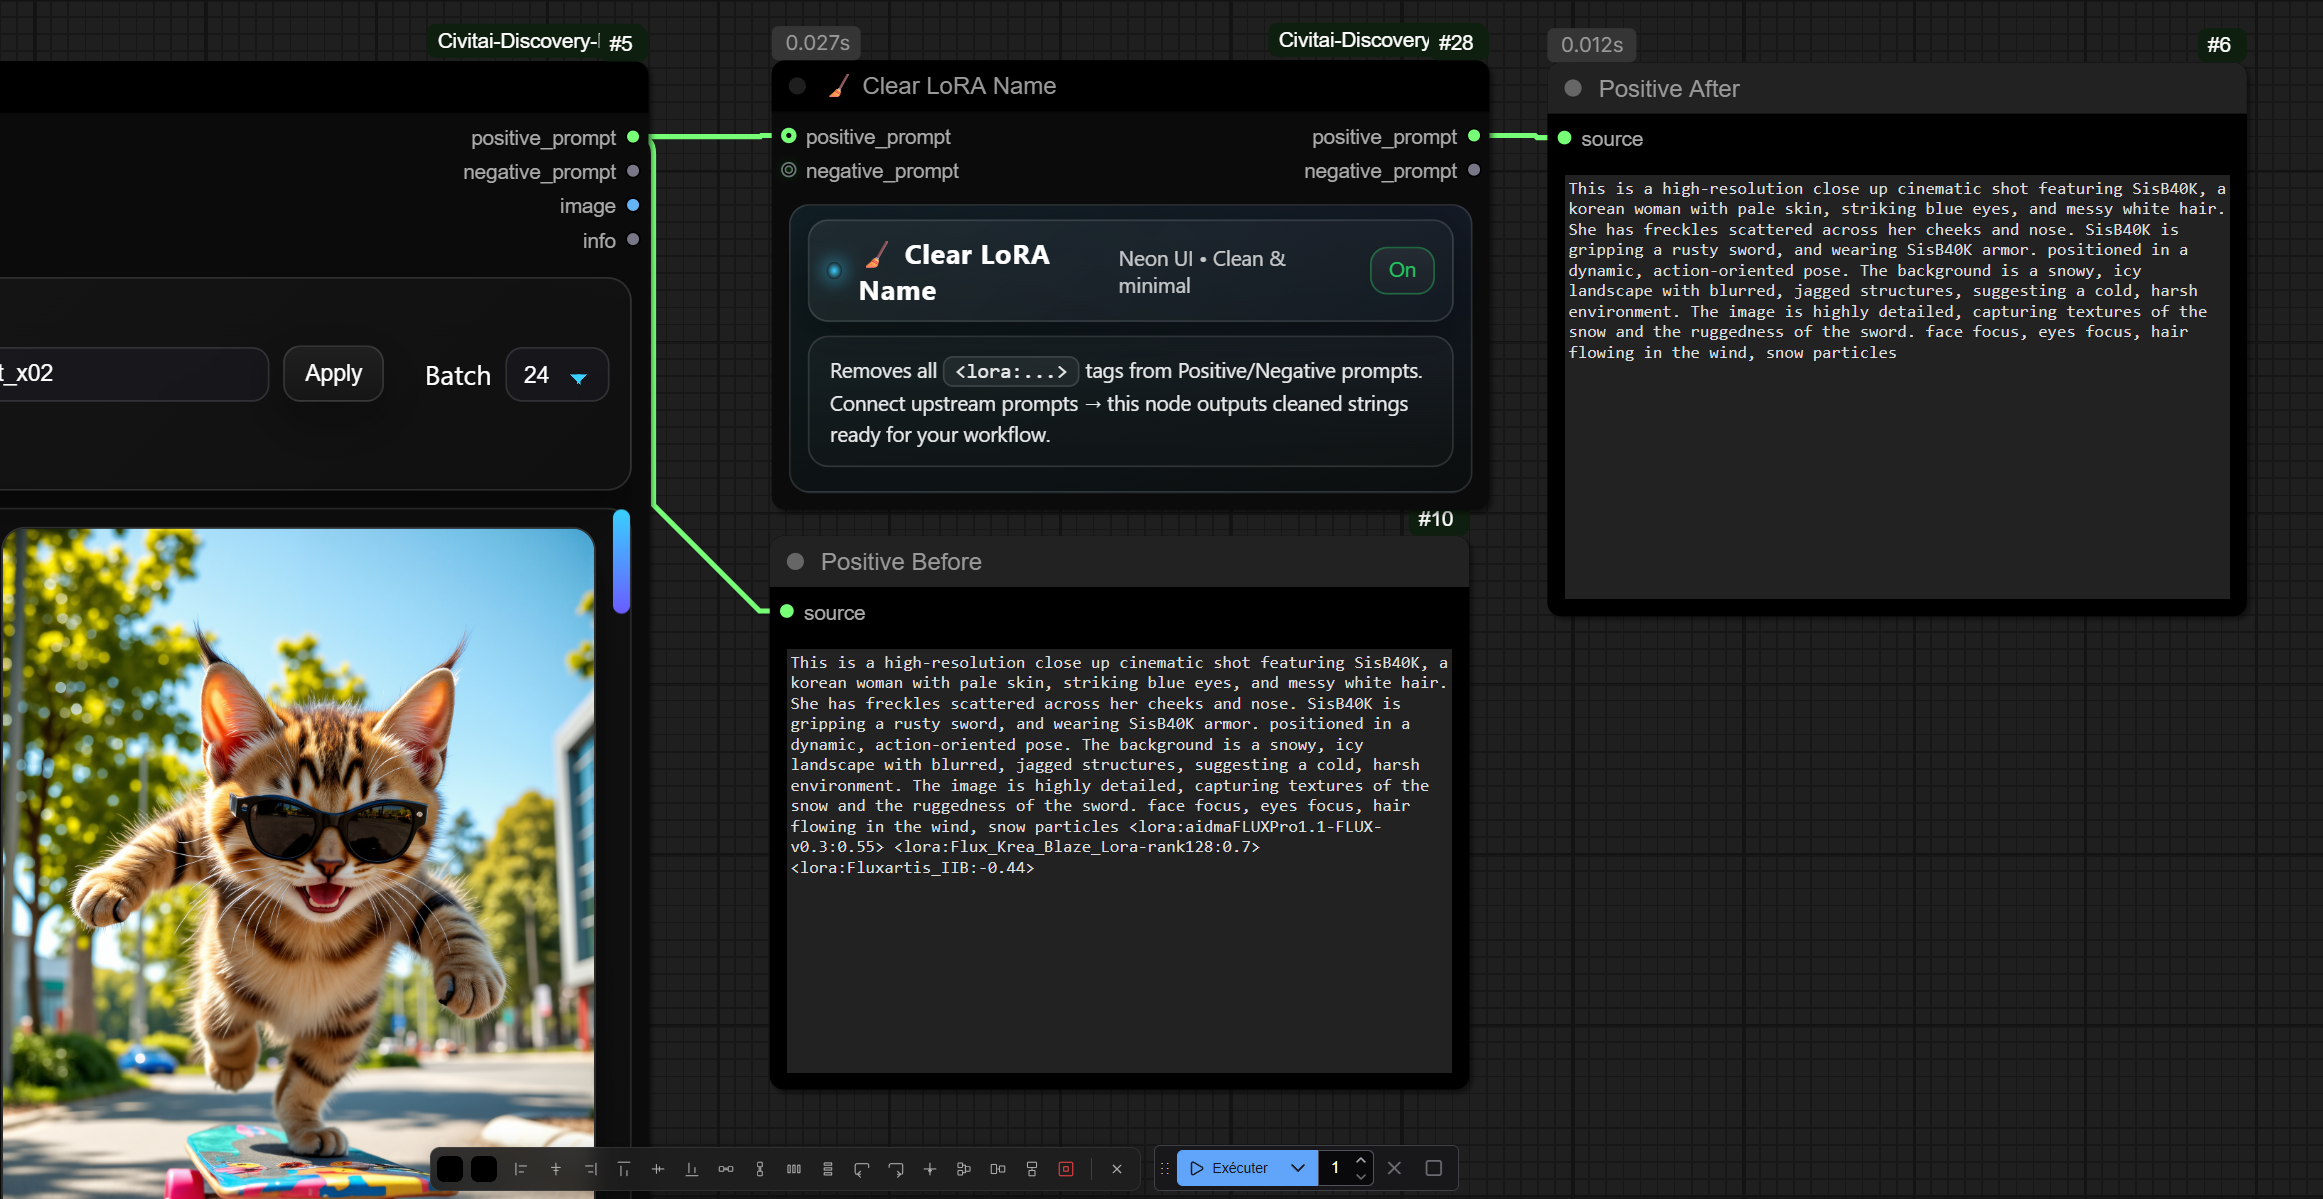 Civitai-Discovery- #5
positive_prompt
negative_prompt
image
info
t_x02
Apply
Batch
24
0.027s
Civitai-Discovery #28
Clear LoRA Name
positive_prompt
positive_prompt
negative_prompt
negative_prompt
Clear LoRA
Name
Neon UI • Clean &
minimal
On
Removes all <lora:...> tags from Positive/Negative prompts.
Connect upstream prompts → this node outputs cleaned strings
ready for your workflow.
#10
Positive Before
source
This is a high-resolution close up cinematic shot featuring SisB40K, a
korean woman with pale skin, striking blue eyes, and messy white hair.
She has freckles scattered across her cheeks and nose. SisB40K is
gripping a rusty sword, and wearing SisB40K armor. positioned in a
dynamic, action-oriented pose. The background is a snowy, icy
landscape with blurred, jagged structures, suggesting a cold, harsh
environment. The image is highly detailed, capturing textures of the
snow and the ruggedness of the sword. face focus, eyes focus, hair
flowing in the wind, snow particles <lora:aidmaFLUXPro1.1-FLUX-
v0.3:0.55> <lora:Flux_Krea_Blaze_Lora-rank128:0.7>
<lora:Fluxartis_IIB:-0.44>
0.012s
#6
Positive After
source
This is a high-resolution close up cinematic shot featuring SisB40K, a
korean woman with pale skin, striking blue eyes, and messy white hair.
She has freckles scattered across her cheeks and nose. SisB40K is
gripping a rusty sword, and wearing SisB40K armor. positioned in a
dynamic, action-oriented pose. The background is a snowy, icy
landscape with blurred, jagged structures, suggesting a cold, harsh
environment. The image is highly detailed, capturing textures of the
snow and the ruggedness of the sword. face focus, eyes focus, hair
flowing in the wind, snow particles
Exécuter
1